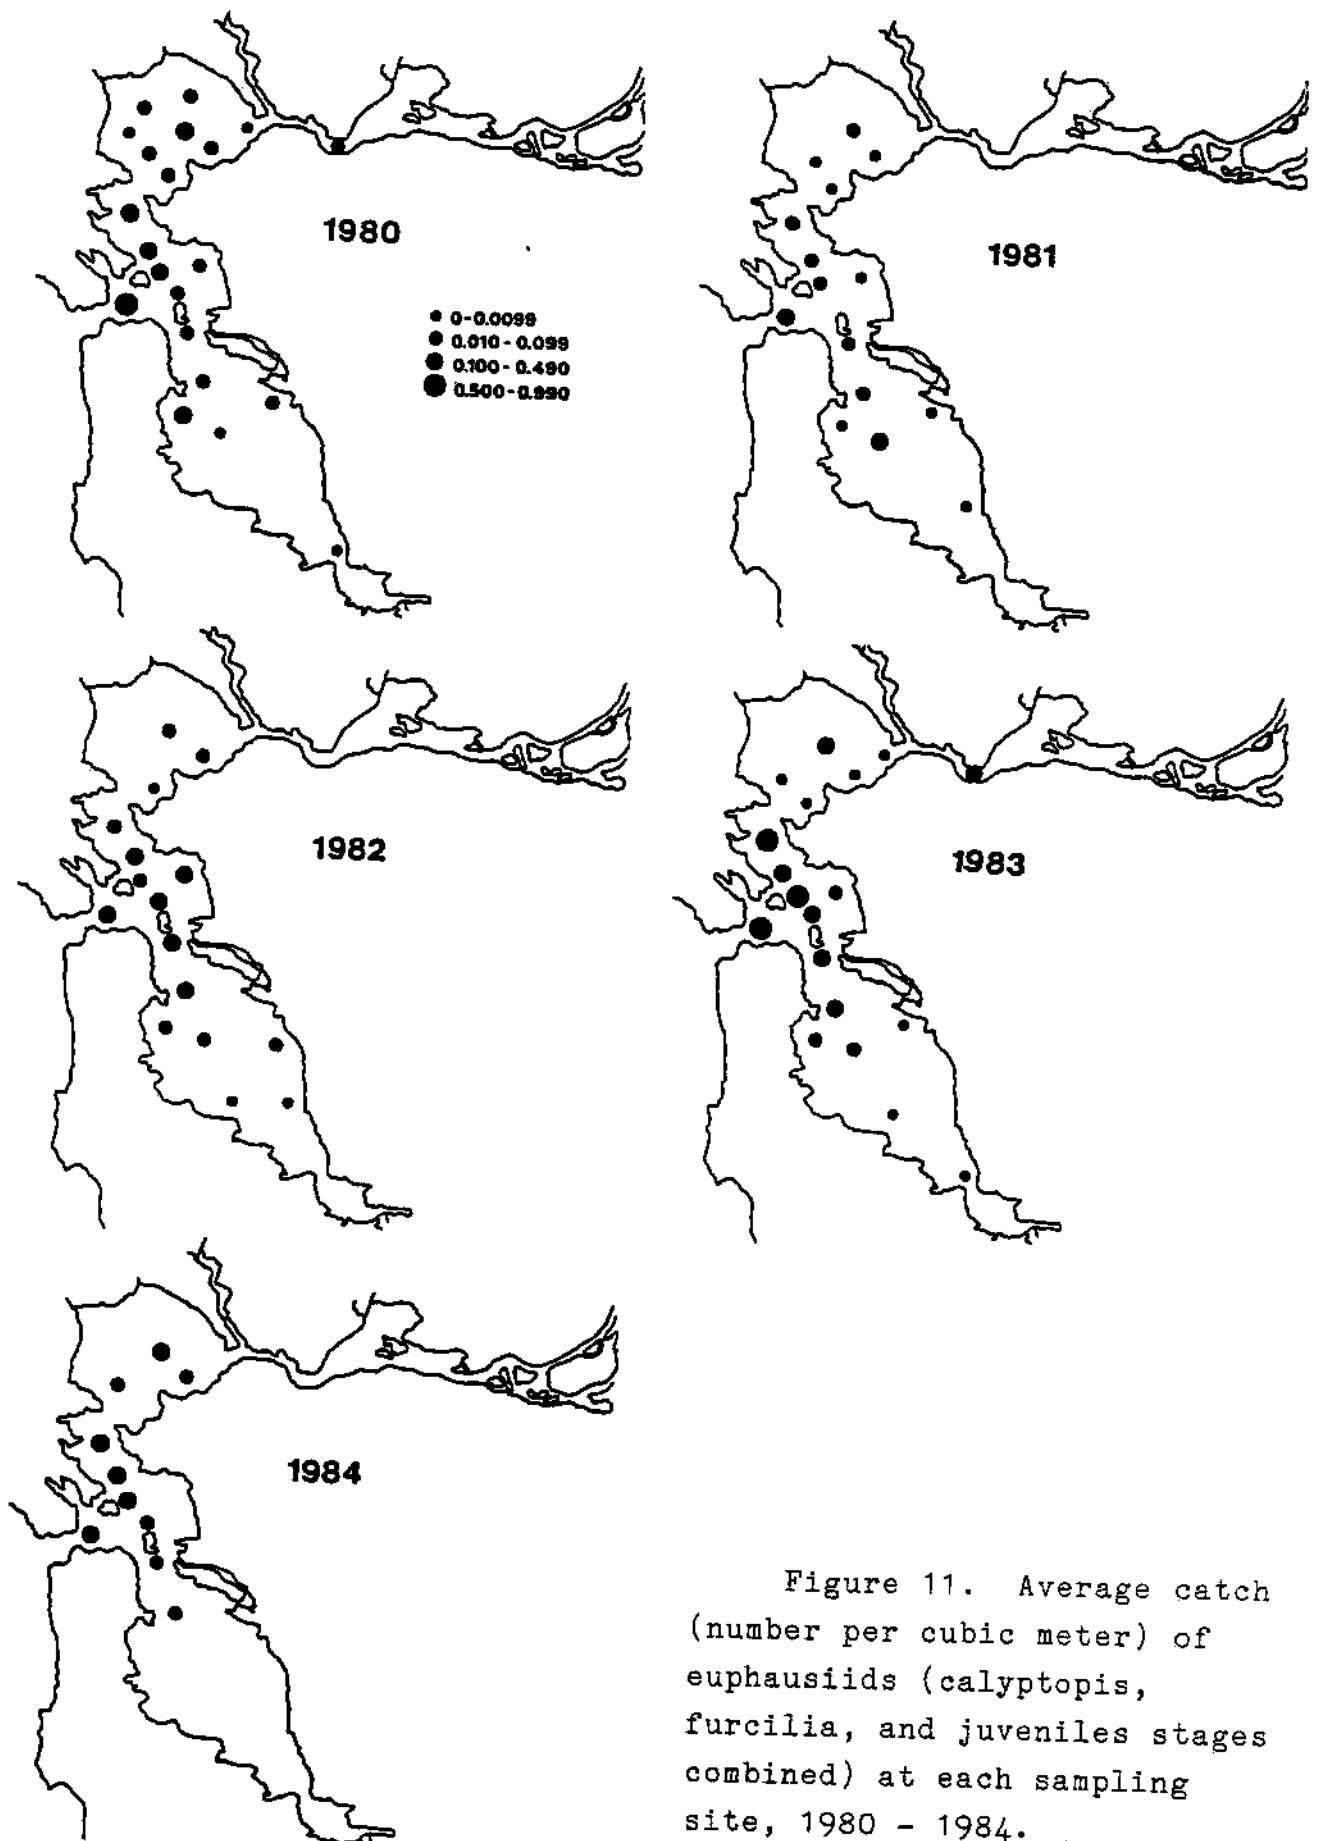 1980
1981
0-0.0099
0.010-0.099
0.100-0.490
0.500-0.990
1982
1983
1984
Figure 11. Average catch
(number per cubic meter) of
euphausiids (calyptopis,
furcilia, and juveniles stages
combined) at each sampling
site, 1980 - 1984.